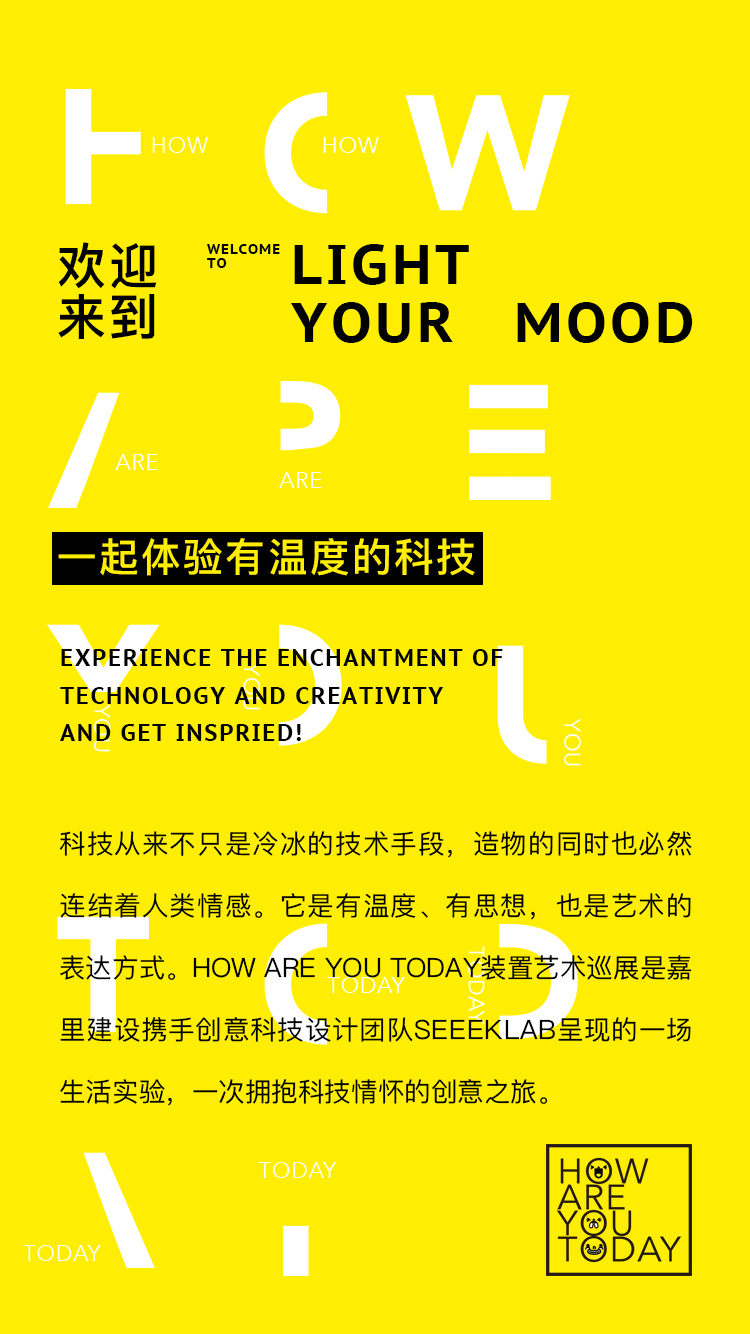 HOW
HOW
HOW
欢迎
来到
WELCOME
TO
LIGHT
YOUR MOOD
ARE
ARE
ARE
一起体验有温度的科技
YOU
EXPERIENCE THE ENCHANTMENT OF
TECHNOLOGY AND CREATIVITY
AND GET INSPRIED!
YOU
YOU
YOU
科技从来不只是冷冰的技术手段，造物的同时也必然
连结着人类情感。它是有温度、有思想，也是艺术的
表达方式。HOW ARE YOU TODAY装置艺术巡展是嘉
里建设携手创意科技设计团队SEEEKLAB呈现的一场
生活实验，一次拥抱科技情怀的创意之旅。
TODAY
TODAY
TODAY
TODAY
TODAY
HOW
ARE
YOU
TODAY